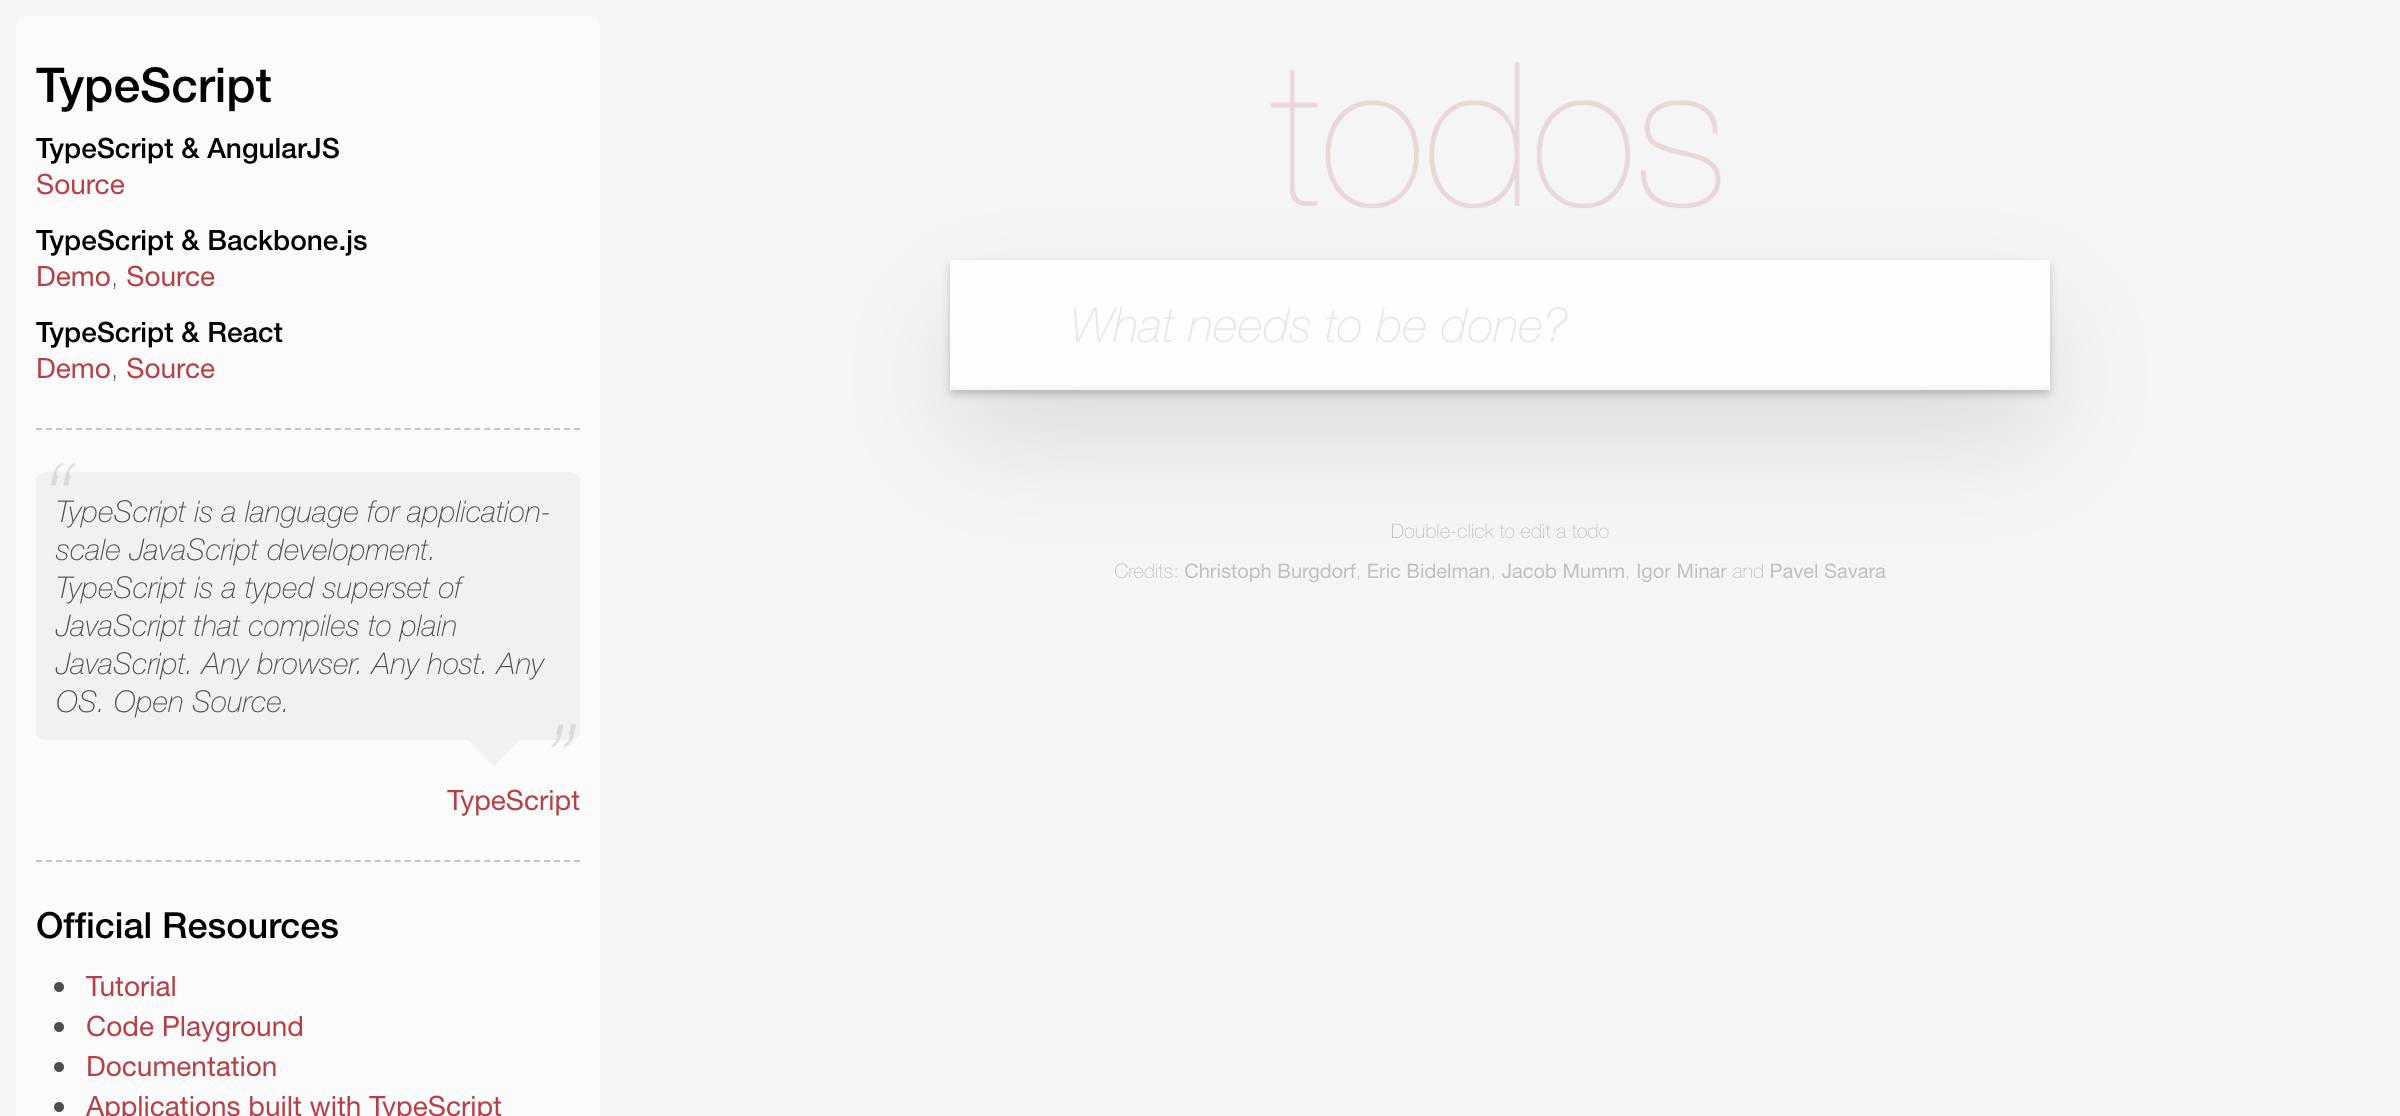 TypeScript
TypeScript & AngularJS
Source
TypeScript & Backbone.js
Demo, Source
TypeScript & React
Demo, Source
“
TypeScript is a language for application-
scale JavaScript development.
TypeScript is a typed superset of
JavaScript that compiles to plain
JavaScript. Any browser. Any host. Any
OS. Open Source.
”
TypeScript
Official Resources
• Tutorial
• Code Playground
• Documentation
• Applications built with TypeScript
todos
What needs to be done?
Double-click to edit a todo
Credits: Christoph Burgdorf, Eric Bidelman, Jacob Mumm, Igor Minar and Pavel Savara